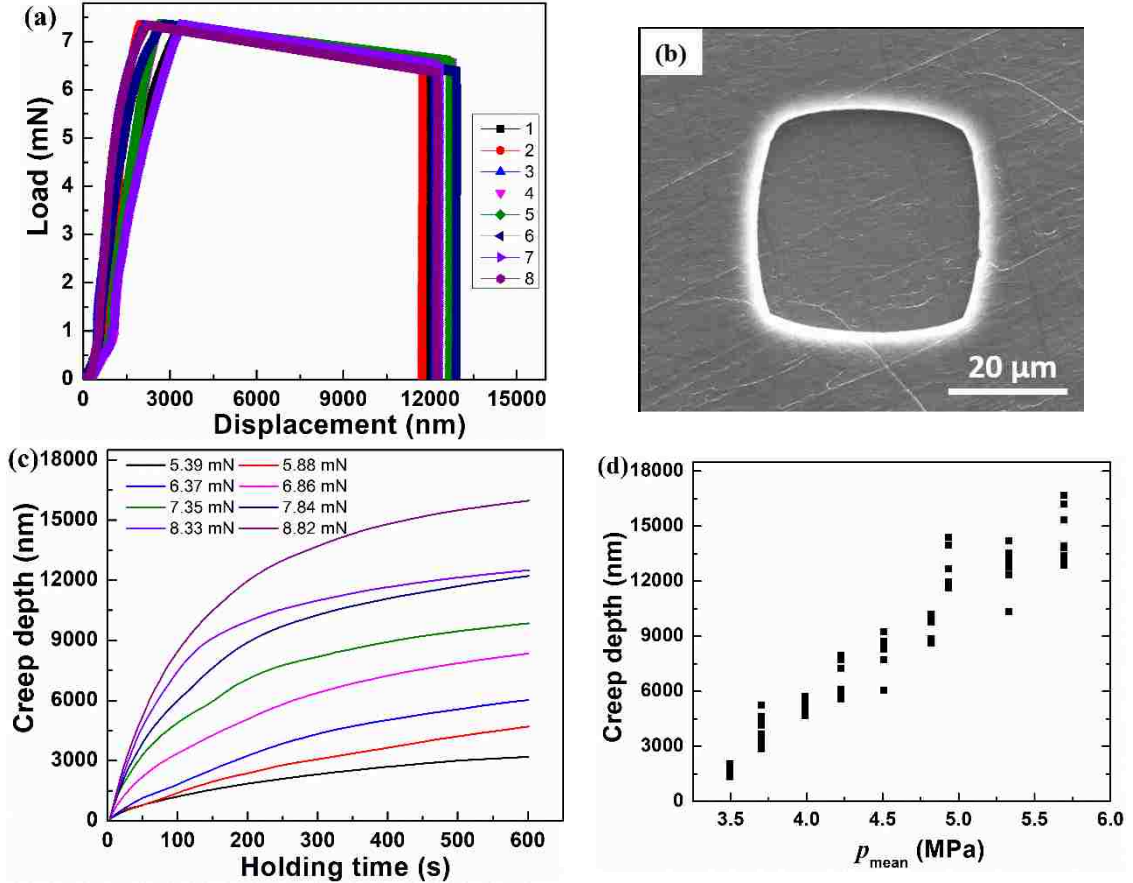 (a)
7
6
5
4
3
2
1
0
Load (mN)
0 3000 6000 9000 12000 15000
Displacement (nm)
1
2
3
4
5
6
7
8
(b)
20 µm
(c)
18000
15000
12000
9000
6000
3000
0
Creep depth (nm)
5.39 mN 5.88 mN
6.37 mN 6.86 mN
7.35 mN 7.84 mN
8.33 mN 8.82 mN
0 100 200 300 400 500 600
Holding time (s)
(d)
18000
15000
12000
9000
6000
3000
0
Creep depth (nm)
3.5 4.0 4.5 5.0 5.5 6.0
pmean (MPa)